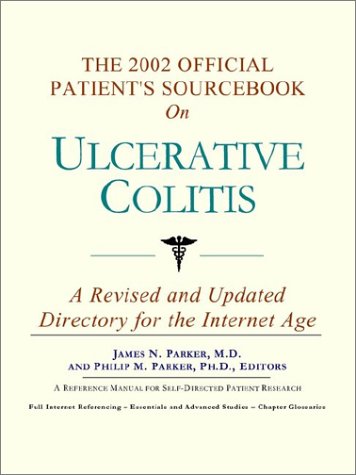 THE 2002 OFFICIAL
PATIENT'S SOURCEBOOK
On
ULCERATIVE
COLITIS
A Revised and Updated
Directory for the Internet Age
JAMES N. PARKER, M.D.
AND PHILIP M. PARKER, PH.D., EDITORS
A REFERENCE MANUAL FOR SELF-DIRECTED PATIENT RESEARCH
Full Internet Referencing – Essentials and Advanced Studies – Chapter Glossaries